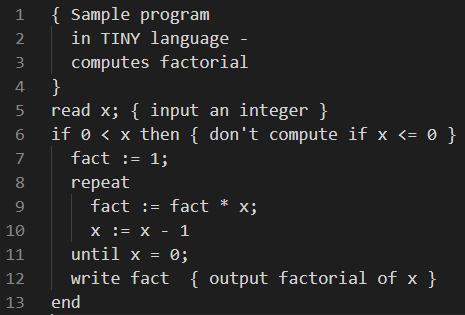 1 { Sample program
2 in TINY language -
3 computes factorial
4 }
5 read x; { input an integer }
6 if 0 < x then { don't compute if x <= 0 }
7 fact := 1;
8 repeat
9 fact := fact * x;
10 x := x - 1
11 until x = 0;
12 write fact  { output factorial of x }
13 end